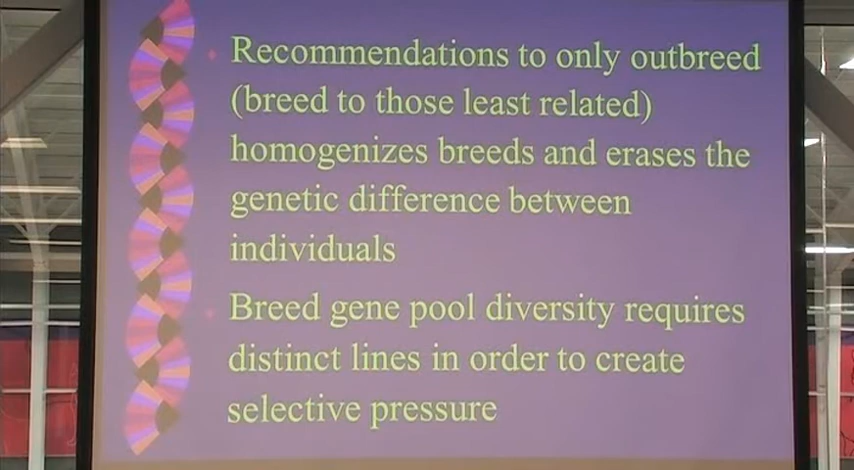 Recommendations to only outbreed
(breed to those least related)
homogenizes breeds and erases the
genetic difference between
individuals
Breed gene pool diversity requires
distinct lines in order to create
selective pressure